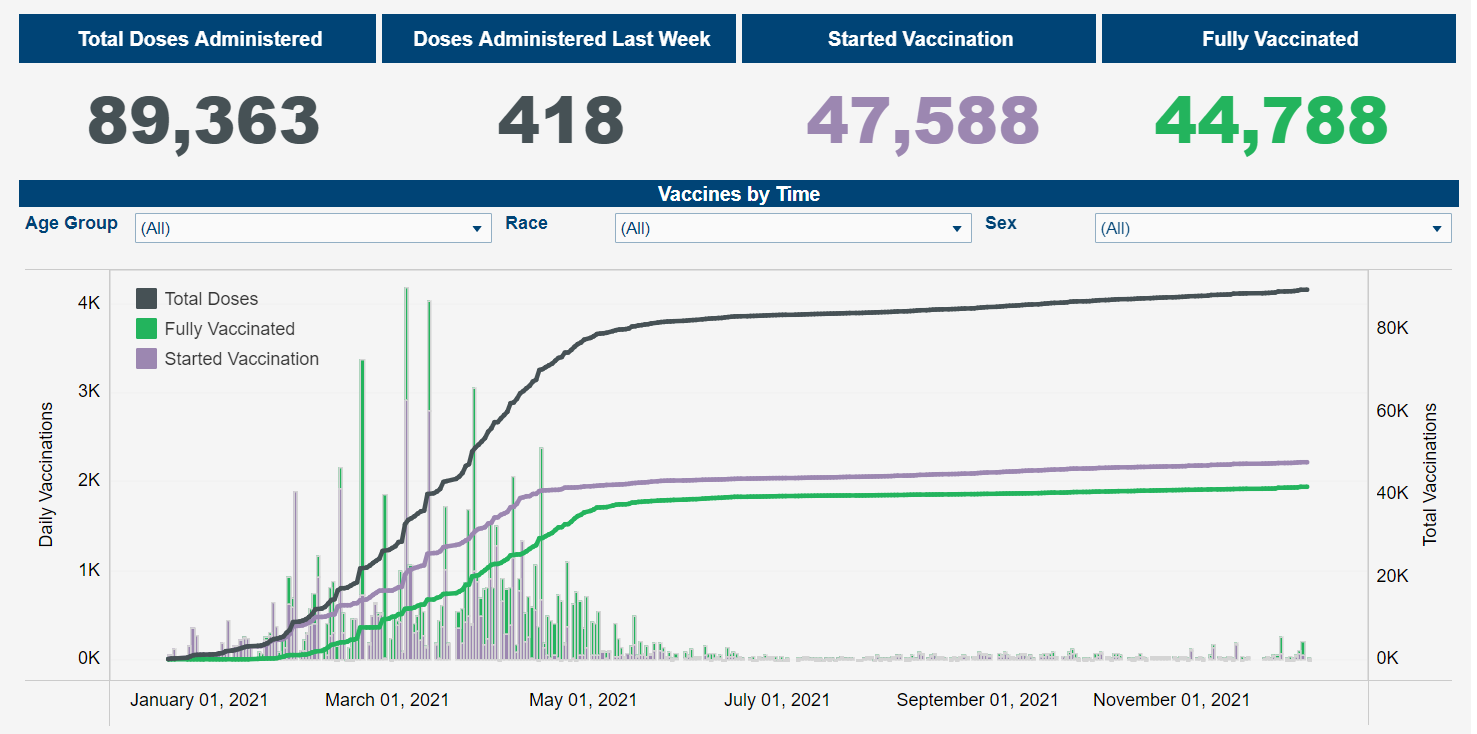 Total Doses Administered
Doses Administered Last Week
Started Vaccination
Fully Vaccinated
89,363
418
47,588
44,788
Vaccines by Time
Age Group
(All)
Race
(All)
Sex
(All)
Total Doses
Fully Vaccinated
Started Vaccination
4K
3K
2K
1K
0K
Daily Vaccinations
80K
60K
40K
20K
0K
Total Vaccinations
January 01, 2021
March 01, 2021
May 01, 2021
July 01, 2021
September 01, 2021
November 01, 2021